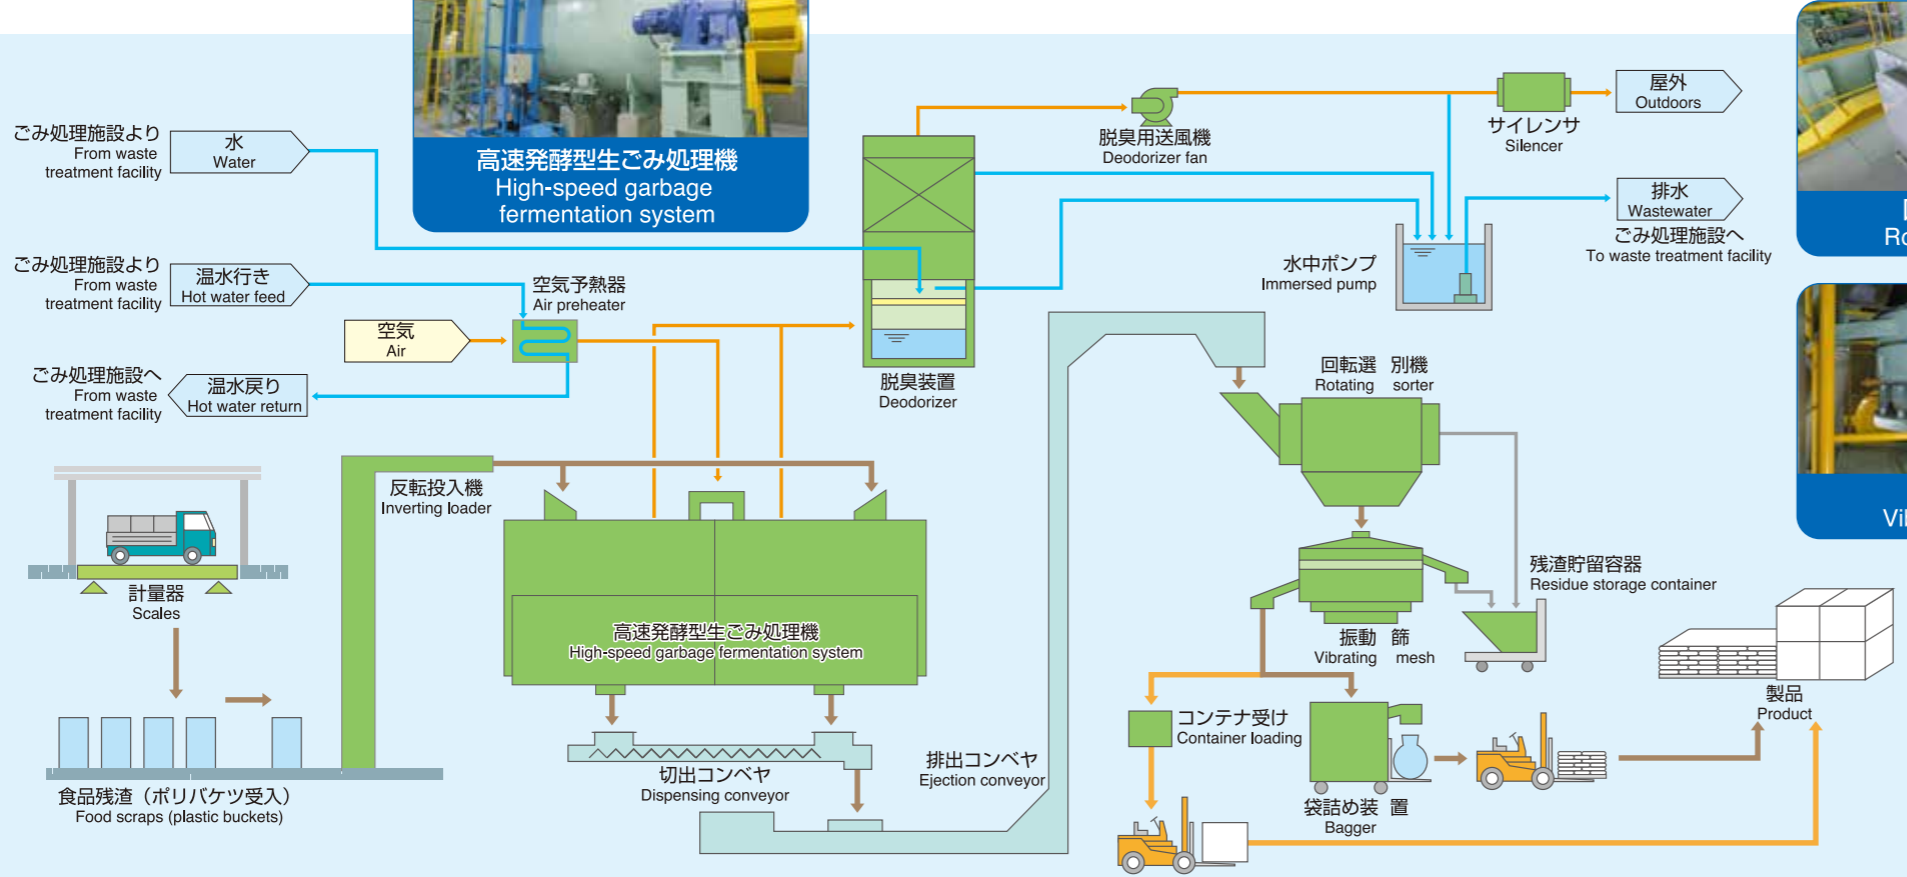 高速発酵型生ごみ処理機
High-speed garbage
fermentation system
ごみ処理施設より
From waste
treatment facility
水
Water
ごみ処理施設より
From waste
treatment facility
温水行き
Hot water feed
空気予熱器
Air preheater
空気
Air
ごみ処理施設へ
From waste
treatment facility
温水戻り
Hot water return
脱臭用送風機
Deodorizer fan
サイレンサ
Silencer
屋外
Outdoors
排水
Wastewater
ごみ処理施設へ
To waste treatment facility
水中ポンプ
Immersed pump
脱臭装置
Deodorizer
回転選 別機
Rotating sorter
反転投入機
Inverting loader
計量器
Scales
高速発酵型生ごみ処理機
High-speed garbage fermentation system
残渣貯留容器
Residue storage container
振動 篩
Vibrating mesh
食品残渣（ポリバケツ受入）
Food scraps (plastic buckets)
切出コンベヤ
Dispensing conveyor
排出コンベヤ
Ejection conveyor
コンテナ受け
Container loading
袋詰め装 置
Bagger
製品
Product